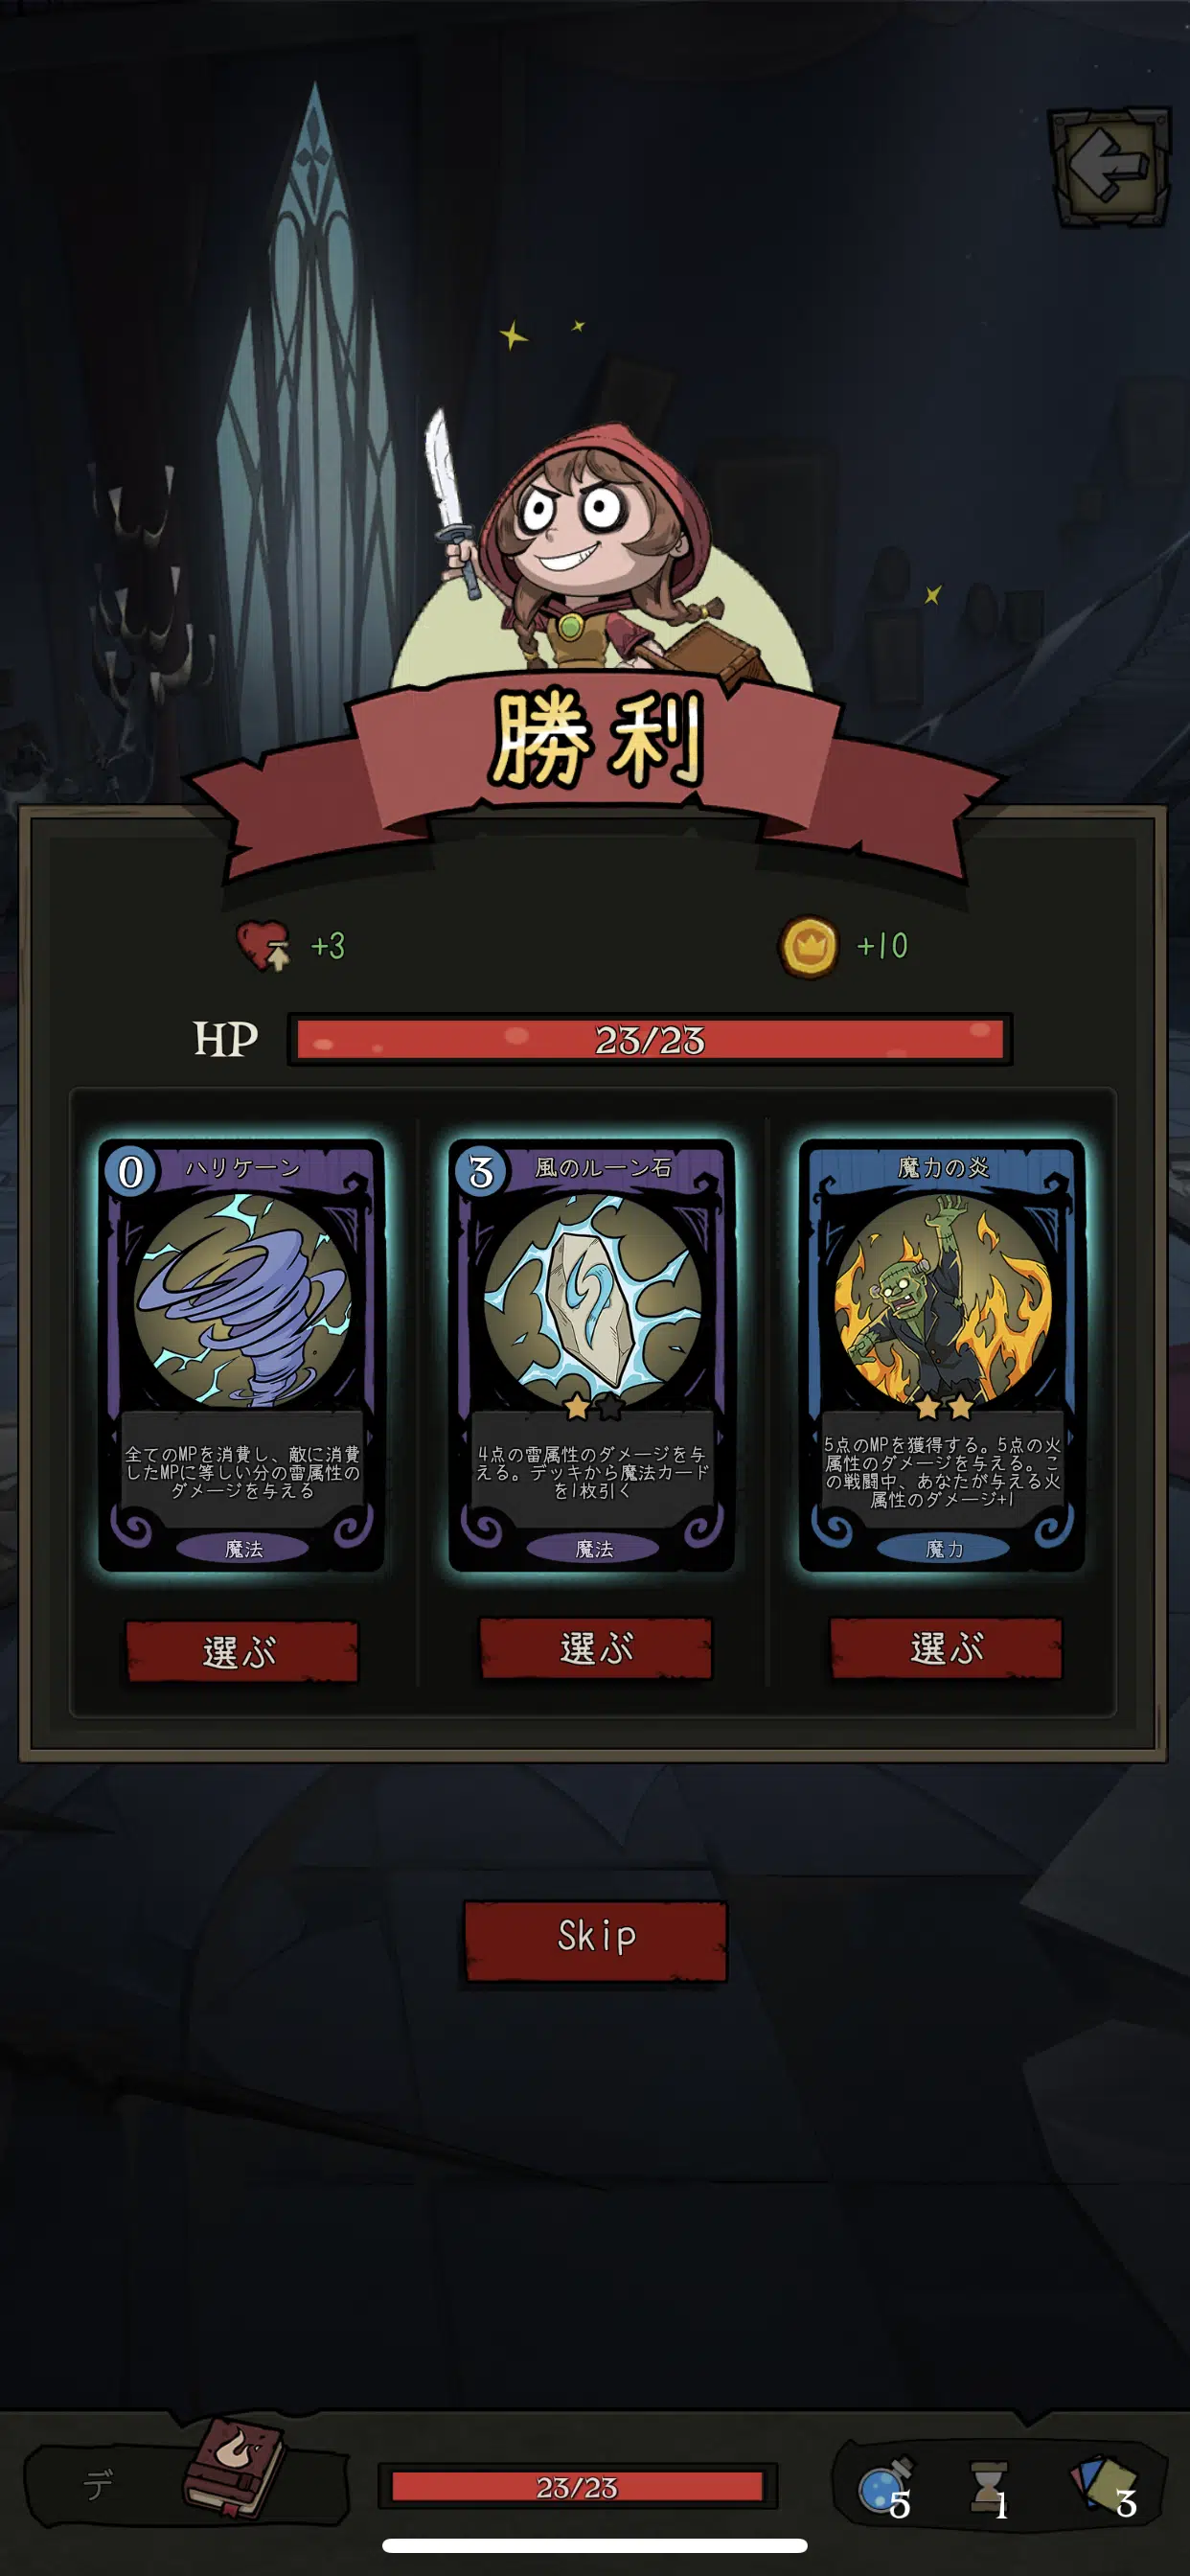 勝利
+3
+10
HP
23/23
0
ハリケーン
全てのMPを消費し、敵に消費
したMPに等しい分の雷属性の
ダメージを与える
魔法
選ぶ
3
風のルーン石
4点の雷属性のダメージを与
える。デッキから魔法カード
を1枚引く
魔法
選ぶ
魔力の炎
5点のMPを獲得する。5点の火
属性のダメージを与える。こ
の戦闘中、あなたが与える火
属性のダメージ+1
魔力
選ぶ
Skip
デ
23/23
5
1
3